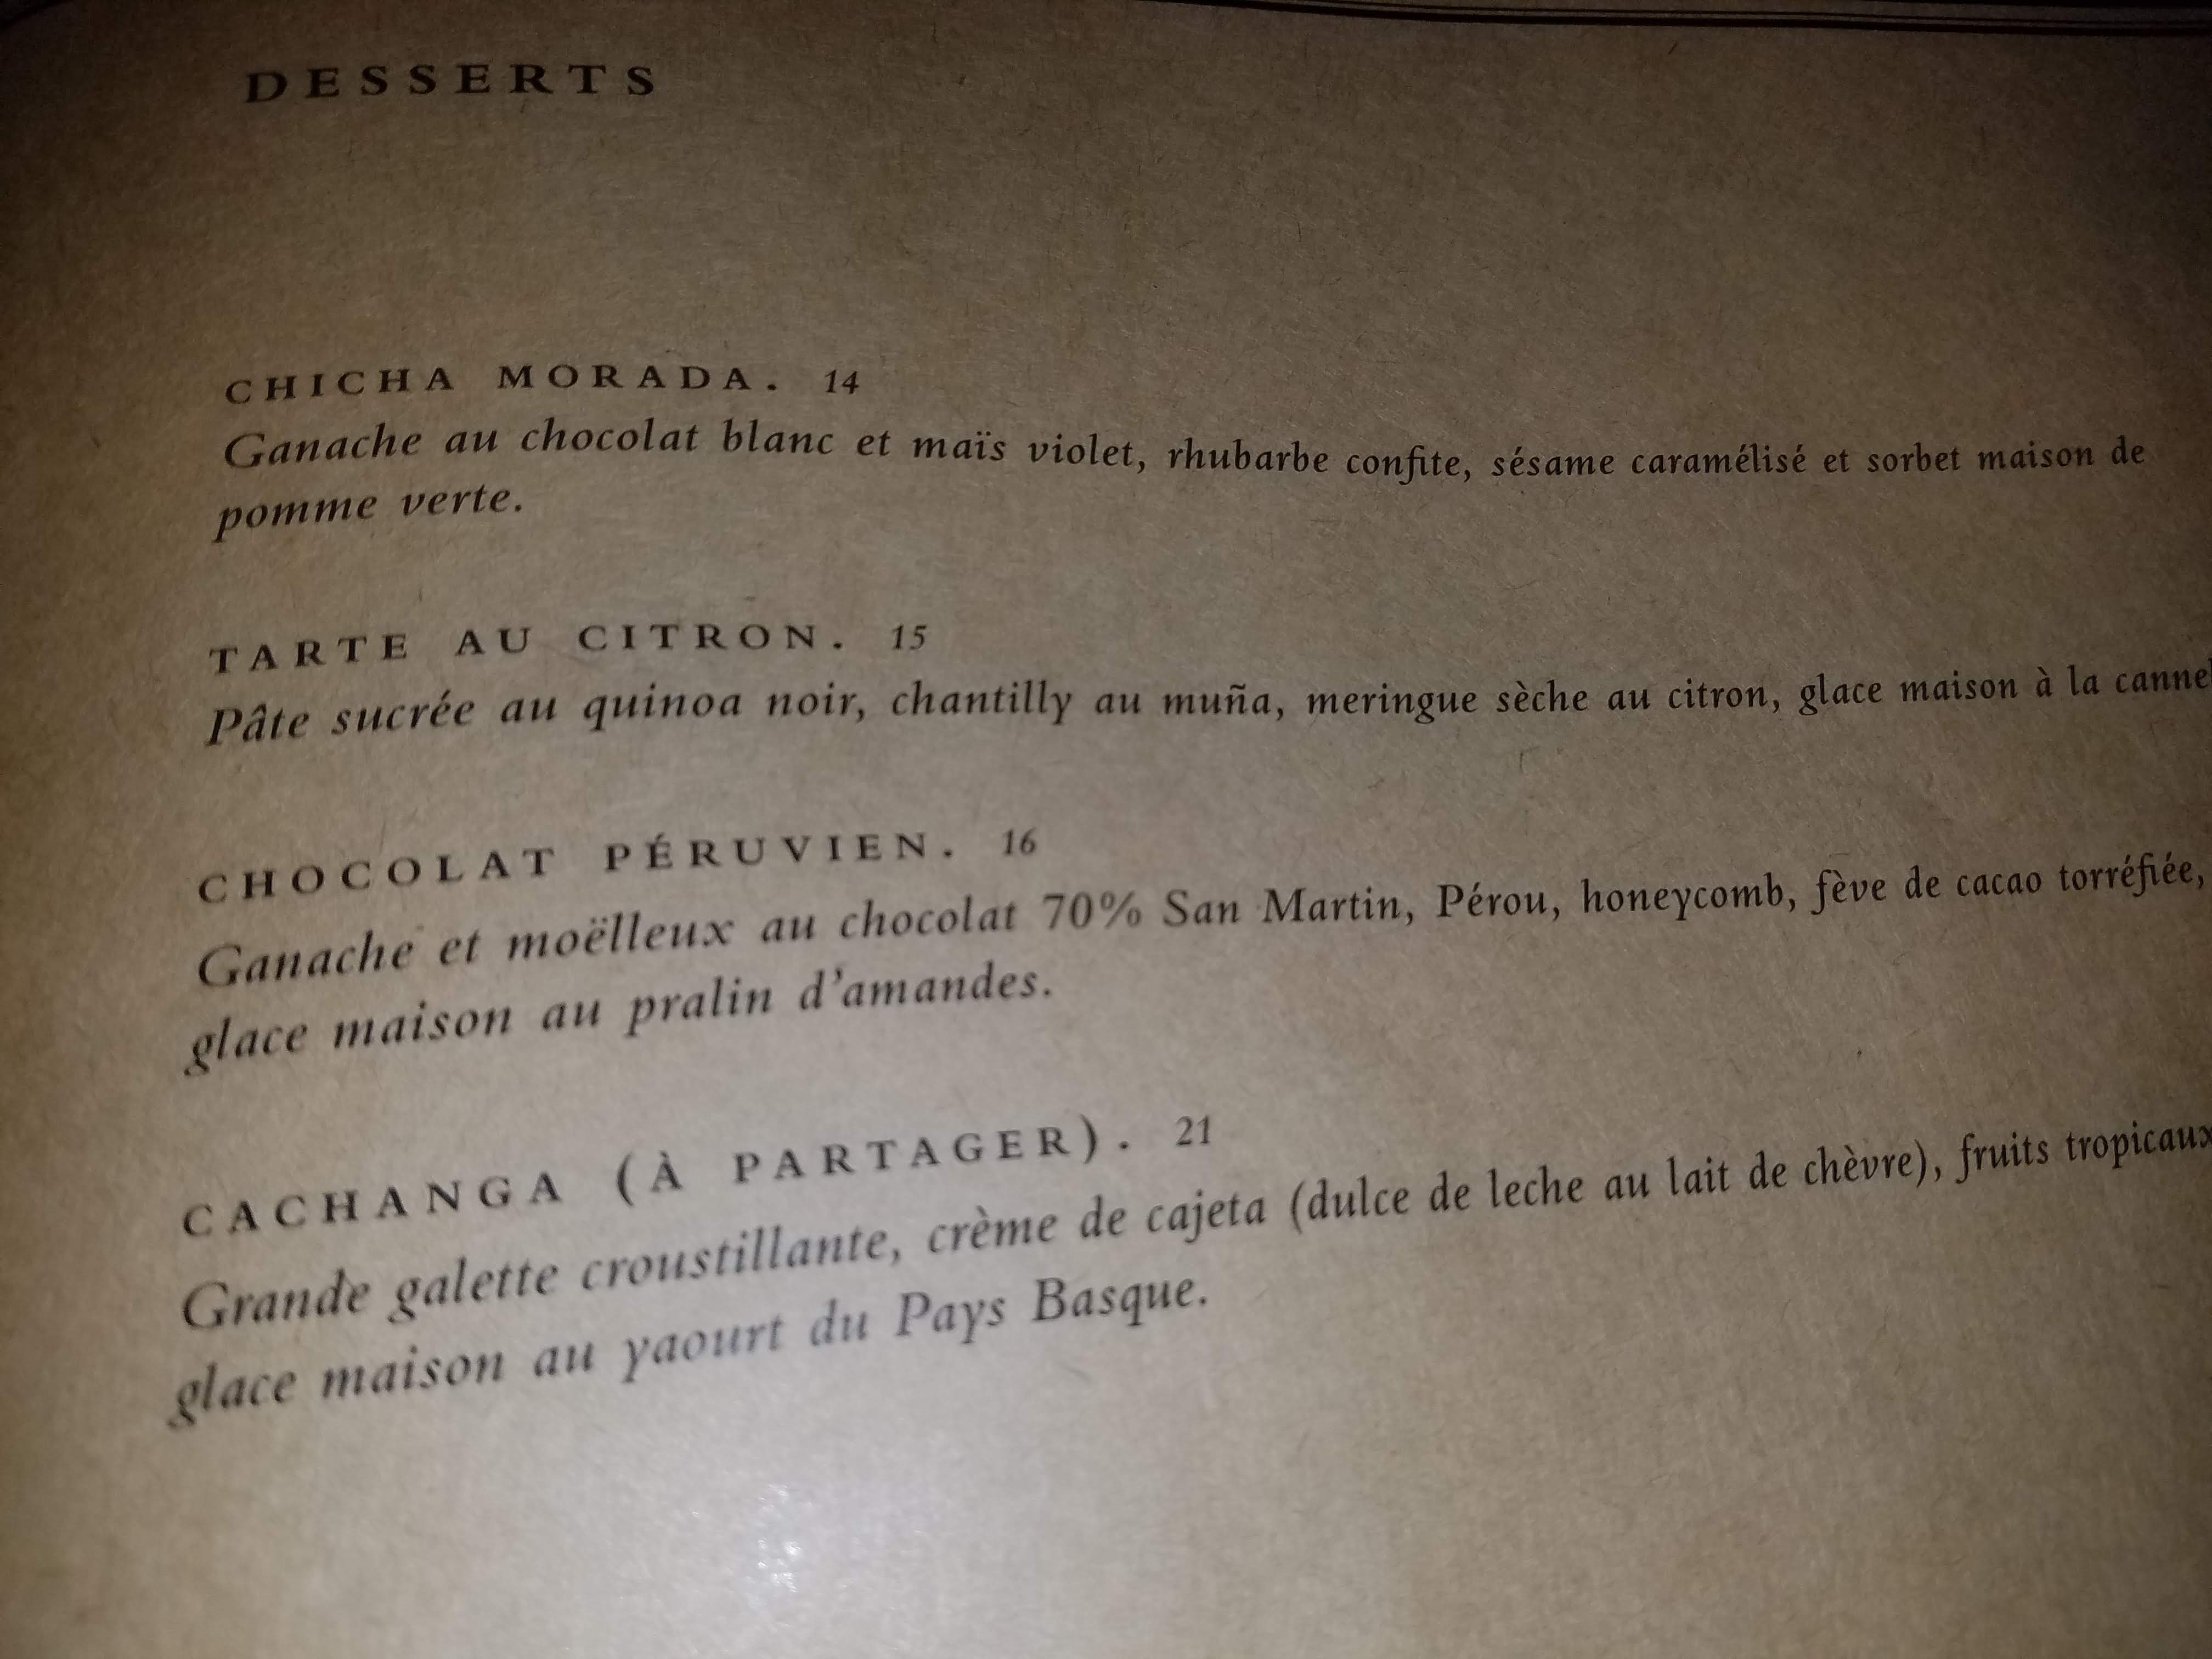 DESSERTS
CHICHA MORADA. 14
Ganache au chocolat blanc et maïs violet, rhubarbe confite, sésame caramélisé et sorbet maison de
pomme verte.
TARTE AU CITRON. 15
Pâte sucrée au quinoa noir, chantilly au muña, meringue sèche au citron, glace maison à la cannel
CHOCOLAT PÉRUVIEN. 16
Ganache et moëlleux au chocolat 70% San Martin, Pérou, honeycomb, fève de cacao torréfiée,
glace maison au pralin d'amandes.
CACHANGA (À PARTAGER). 21
Grande galette croustillante, crème de cajeta (dulce de leche au lait de chèvre), fruits tropicaux
glace maison au yaourt du Pays Basque.